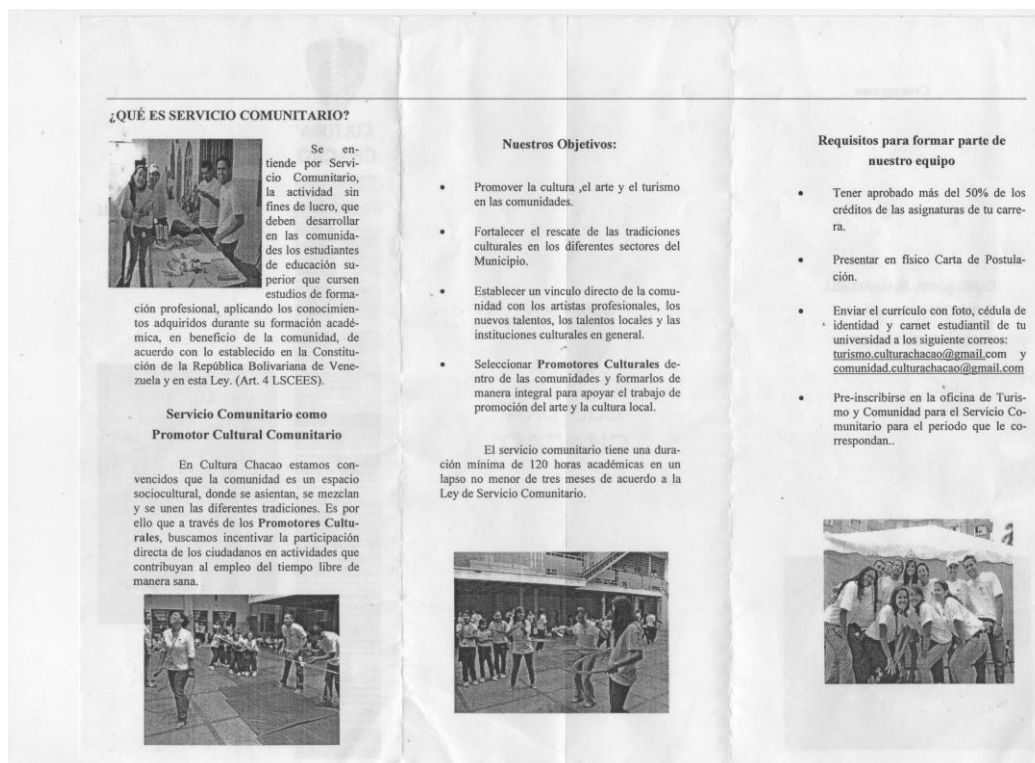 ¿QUÉ ES SERVICIO COMUNITARIO?
Se en-
tiende por Servi-
cio Comunitario,
la actividad sin
fines de lucro, que
deben desarrollar
en las comunida-
des los estudiantes
de educación su-
perior que cursen
estudios de forma-
ción profesional, aplicando los conocimien-
tos adquiridos durante su formación acadé-
mica, en beneficio de la comunidad, de
acuerdo con lo establecido en la Constitu-
ción de la República Bolivariana de Vene-
zuela y en esta Ley. (Art. 4 LSCEES).
Servicio Comunitario como
Promotor Cultural Comunitario
En Cultura Chacao estamos con-
vencidos que la comunidad es un espacio
sociocultural, donde se asientan, se mezclan
y se unen las diferentes tradiciones. Es por
ello que a través de los Promotores Cultu-
rales, buscamos incentivar la participación
directa de los ciudadanos en actividades que
contribuyan al empleo del tiempo libre de
manera sana.
Nuestros Objetivos:
• Promover la cultura ,el arte y el turismo
en las comunidades.
• Fortalecer el rescate de las tradiciones
culturales en los diferentes sectores del
Municipio.
• Establecer un vinculo directo de la comu-
nidad con los artistas profesionales, los
nuevos talentos, los talentos locales y las
instituciones culturales en general.
• Seleccionar Promotores Culturales de-
ntro de las comunidades y formarlos de
manera integral para apoyar el trabajo de
promoción del arte y la cultura local.
El servicio comunitario tiene una dura-
ción mínima de 120 horas académicas en un
lapso no menor de tres meses de acuerdo a la
Ley de Servicio Comunitario.
Requisitos para formar parte de
nuestro equipo
• Tener aprobado más del 50% de los
créditos de las asignaturas de tu carre-
ra.
• Presentar en físico Carta de Postula-
ción.
• Enviar el currículo con foto, cédula de
identidad y carnet estudiantil de tu
universidad a los siguiente correos:
turismo.culturachacao@gmail.com y
comunidad.culturachacao@gmail.com
• Pre-inscribirse en la oficina de Turis-
mo y Comunidad para el Servicio Co-
munitario para el periodo que le co-
rrespondan..